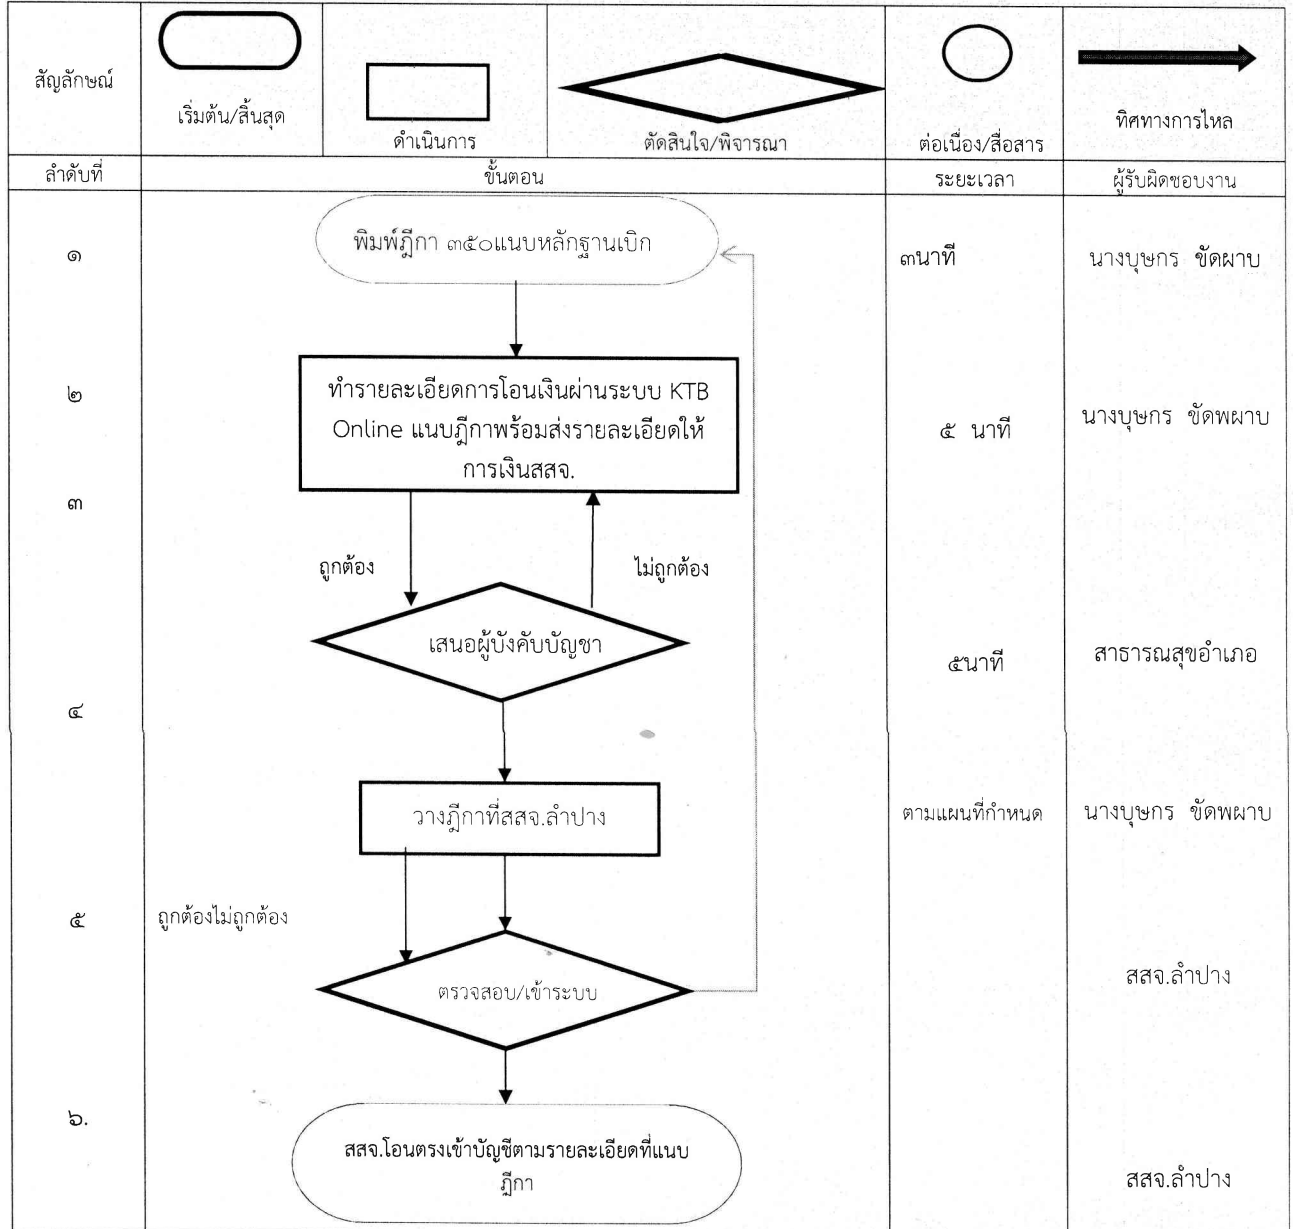 สัญลักษณ์
เริ่มต้น/สิ้นสุด
ดำเนินการ
ตัดสินใจ/พิจารณา
ต่อเนื่อง/สื่อสาร
ทิศทางการไหล
ลำดับที่
ขั้นตอน
ระยะเวลา
ผู้รับผิดชอบงาน
๑
พิมพ์ฎีกา ๓๕๐แนบหลักฐานเบิก
๓นาที
นางบุษกร ขัดผาบ
๒
ทำรายละเอียดการโอนเงินผ่านระบบ KTB
Online แนบฎีกาพร้อมส่งรายละเอียดให้
การเงินสสจ.
๕ นาที
นางบุษกร ขัดพผาบ
๓
ถูกต้อง
ไม่ถูกต้อง
เสนอผู้บังคับบัญชา
๕นาที
สาธารณสุขอำเภอ
๔
วางฎีกาที่สสจ.ลำปาง
ตามแผนที่กำหนด
นางบุษกร ขัดพผาบ
๕
ถูกต้องไม่ถูกต้อง
ตรวจสอบ/เข้าระบบ
สสจ.ลำปาง
๖.
สสจ.โอนตรงเข้าบัญชีตามรายละเอียดที่แนบ
ฎีกา
สสจ.ลำปาง